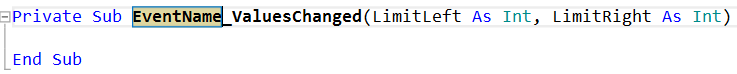 Private Sub EventName_ValuesChanged(LimitLeft As Int, LimitRight As Int)
End Sub